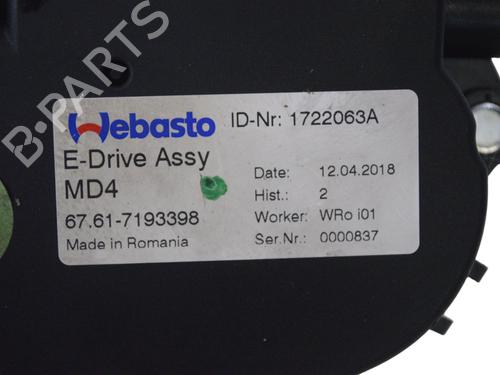 B·PARTS
Webasto
ID-Nr: 1722063A
E-Drive Assy
MD4
67.61-7193398
Made in Romania
Date: 12.04.2018
Hist.: 2
Worker: WRo i01
Ser.Nr.: 0000837